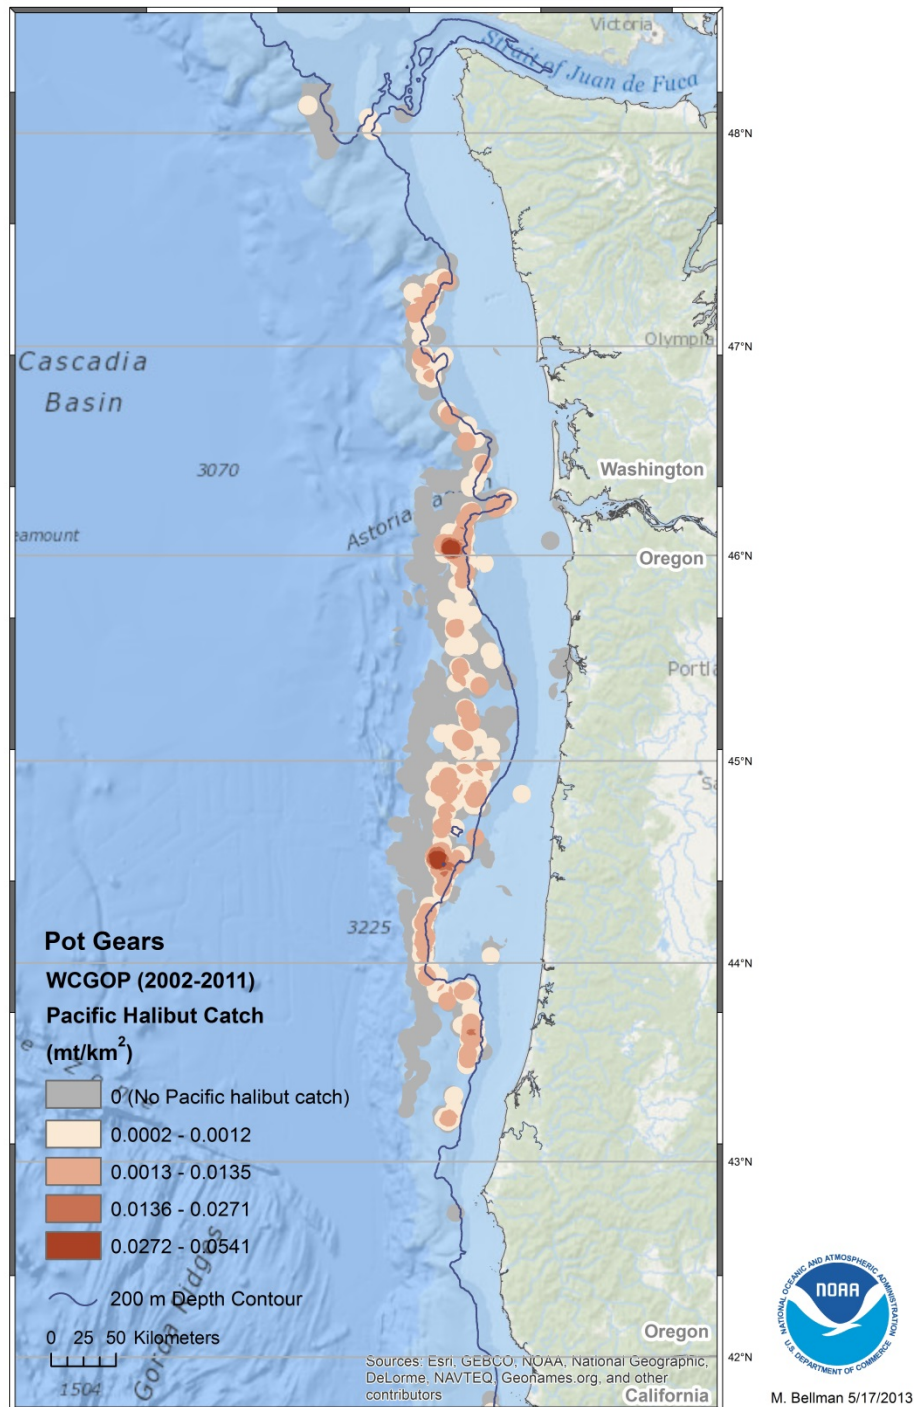 Victoria
Strait of Juan de Fuca
48°N
47°N
Olympia
Cascadia
Basin
3070
Washington
Astoria
eamount
46°N
Oregon
Portla
45°N
Sa
3225
44°N
Pot Gears
WCGOP (2002-2011)
Pacific Halibut Catch
(mt/km²)
0 (No Pacific halibut catch)
0.0002 - 0.0012
0.0013 - 0.0135
0.0136 - 0.0271
0.0272 - 0.0541
200 m Depth Contour
0 25 50 Kilometers
Gorda Ridges
1504
43°N
Oregon
42°N
Sources: Esri, GEBCO, NOAA, National Geographic,
DeLorme, NAVTEQ, Geonames.org, and other
contributors
California
NATIONAL OCEANIC AND ATMOSPHERIC ADMINISTRATION
NOAA
U.S. DEPARTMENT OF COMMERCE
M. Bellman 5/17/2013